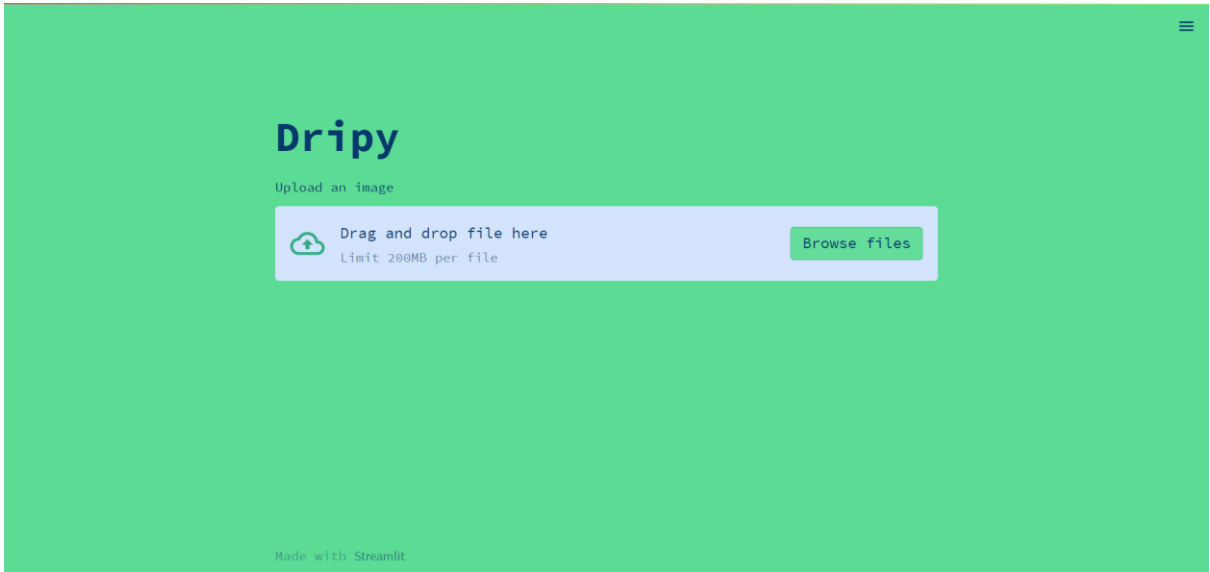 Dripy
Upload an image
Drag and drop file here
Limit 200MB per file
Browse files
Made with Streamlit